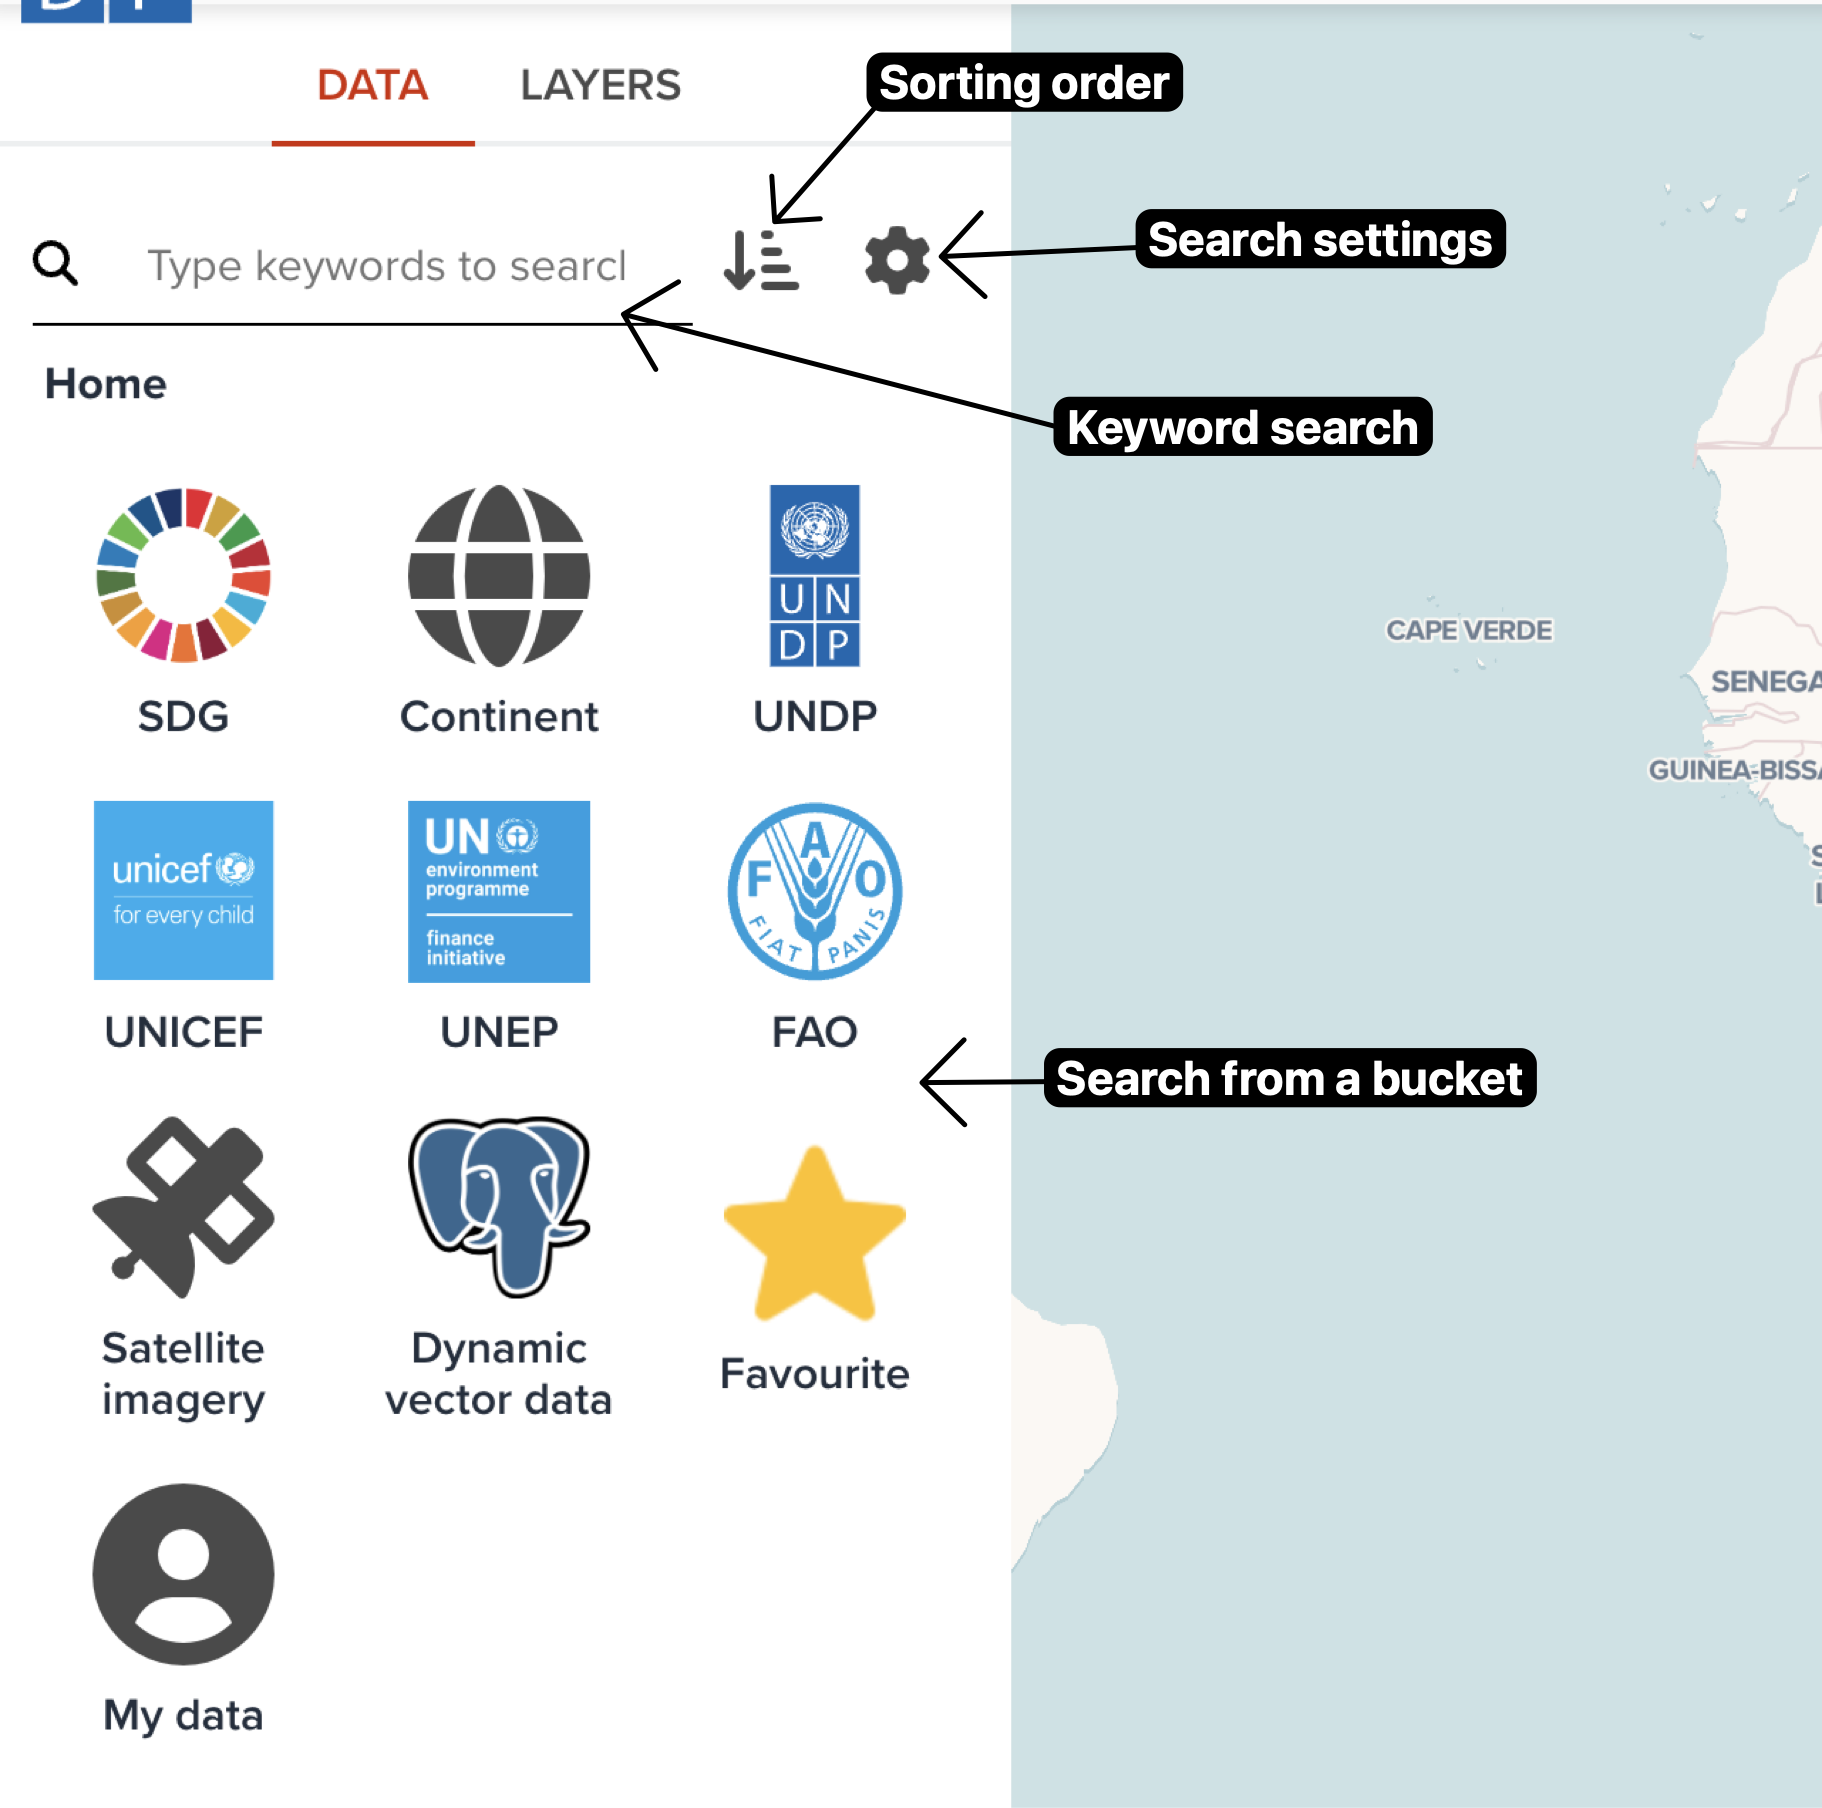 D P
DATA LAYERS
Sorting order
Search settings
Type keywords to searcl
Keyword search
Home
U N
D P
SDG Continent UNDP
CAPE VERDE
SENEGA
GUINEA-BISSA
unicef
for every child
UN
environment
programme
finance
initiative
F A O
FIAT PANIS
UNICEF UNEP FAO
Search from a bucket
Satellite
imagery
Dynamic
vector data
Favourite
My data